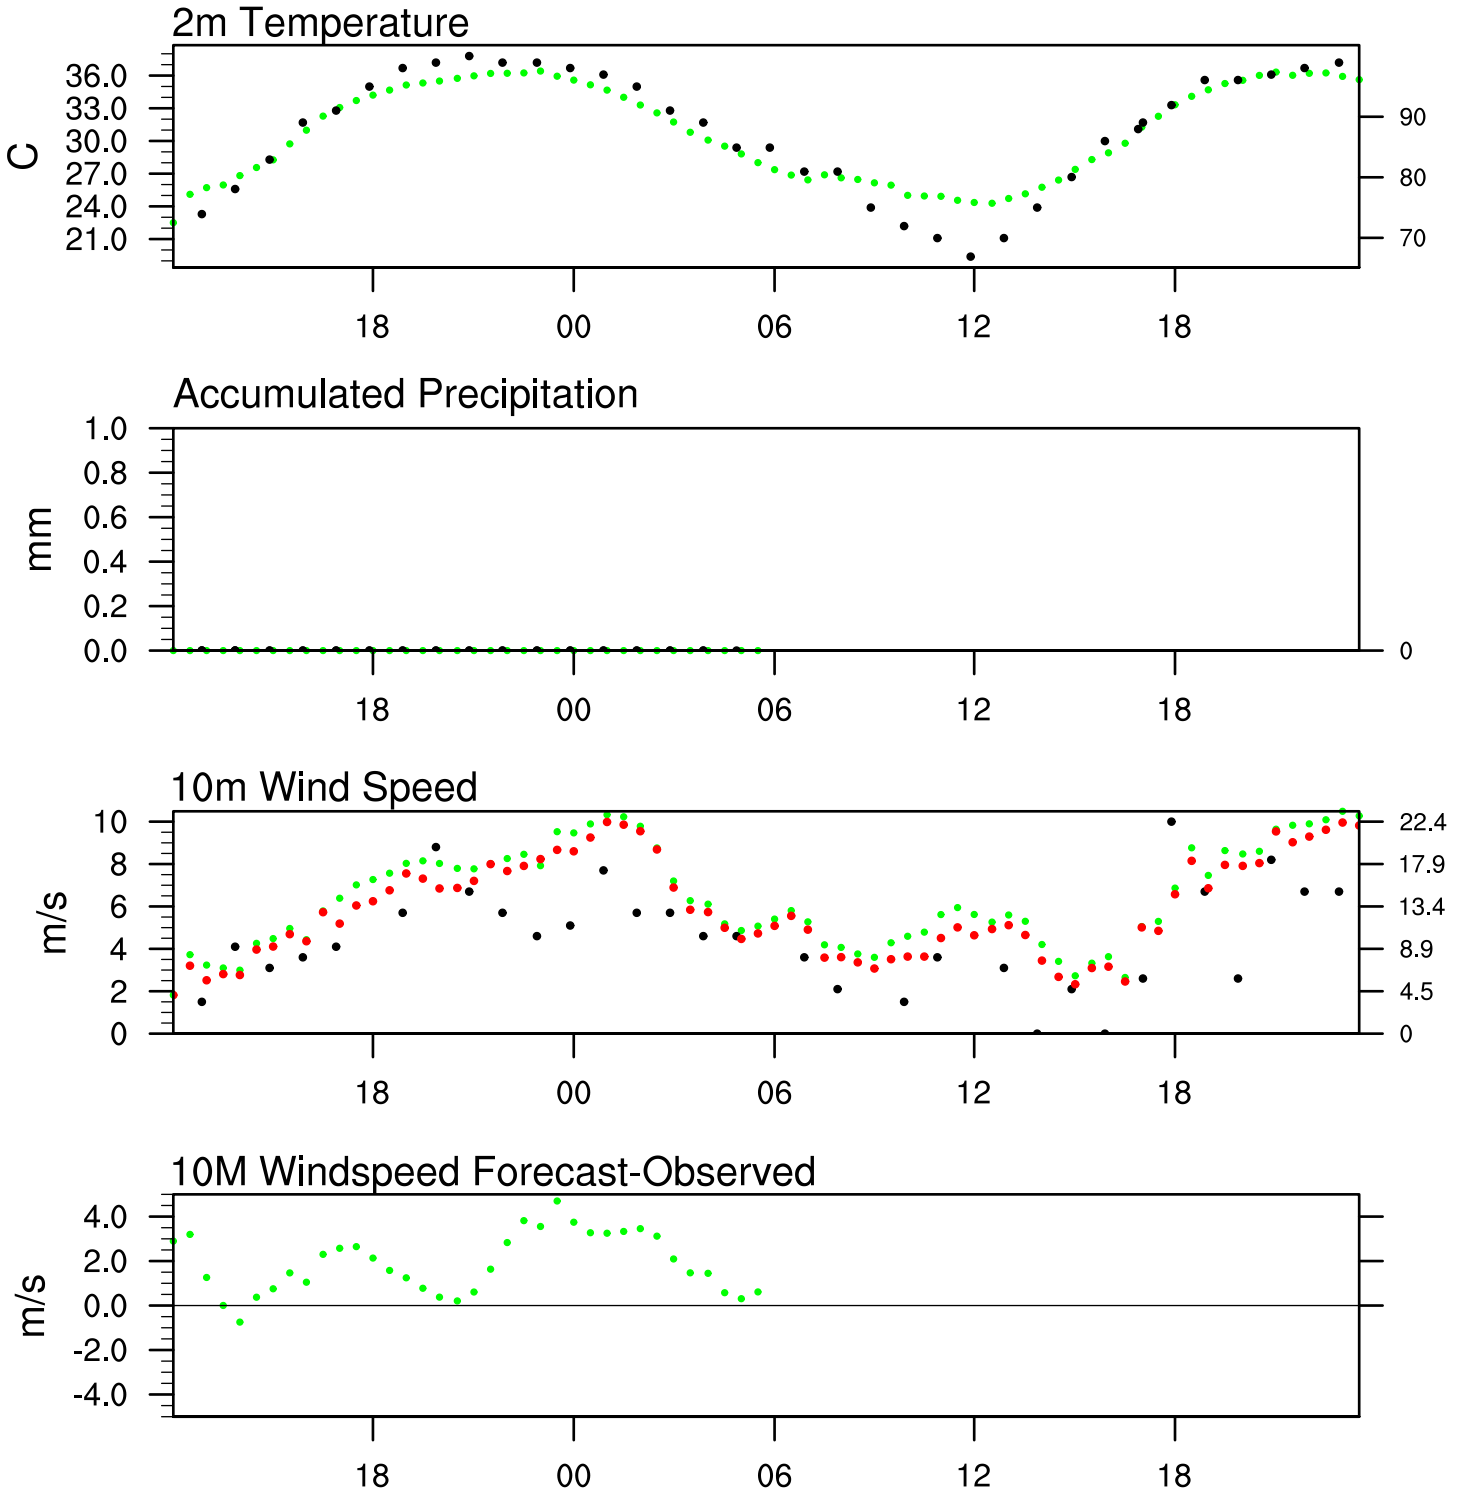 2m Temperature
36.0
33.0
30.0
27.0
24.0
21.0
C
90
80
70
18 00 06 12 18
Accumulated Precipitation
1.0
0.8
0.6
0.4
0.2
0.0
mm
0
18 00 06 12 18
10m Wind Speed
10
8
6
4
2
0
m/s
22.4
17.9
13.4
8.9
4.5
0
18 00 06 12 18
10M Windspeed Forecast-Observed
4.0
2.0
0.0
-2.0
-4.0
m/s
18 00 06 12 18